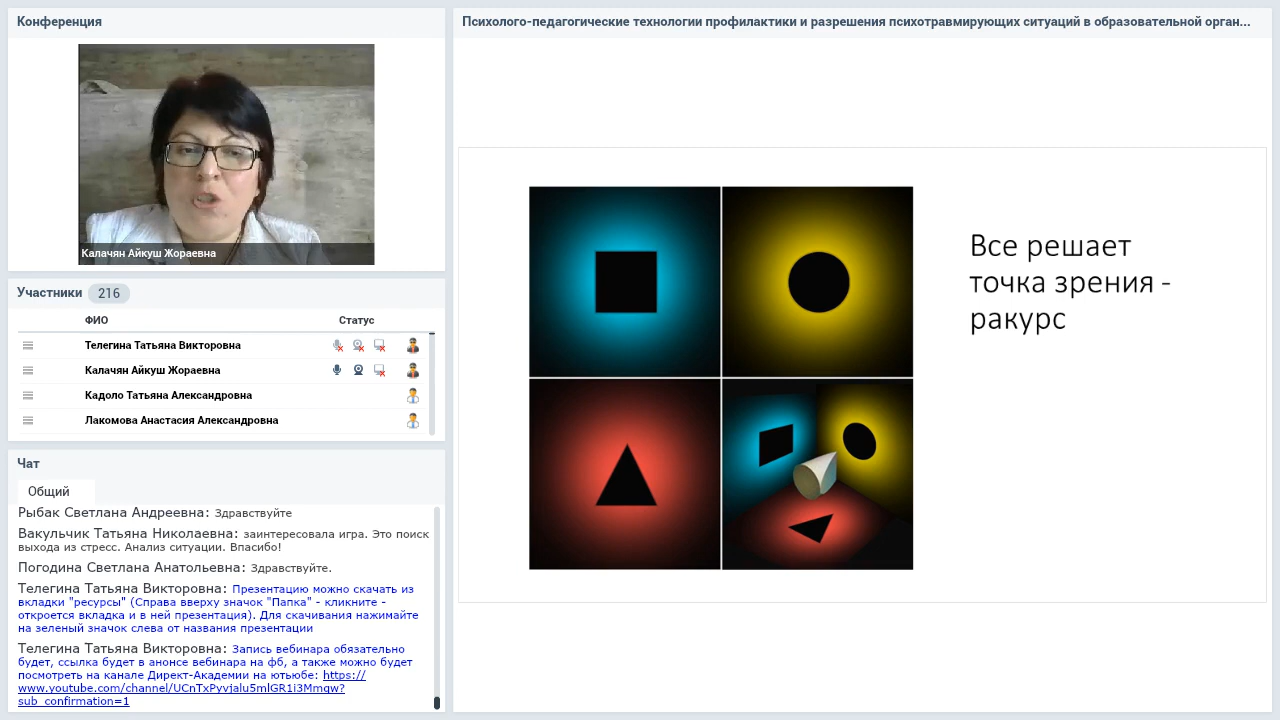 Конференция
Калачян Айкуш Жораевна
Участники 216
ФИО Статус
Телегина Татьяна Викторовна
Калачян Айкуш Жораевна
Кадоло Татьяна Александровна
Лакомова Анастасия Александровна
Чат
Общий
Рыбак Светлана Андреевна: Здравствуйте
Вакульчик Татьяна Николаевна: заинтересовала игра. Это поиск
выхода из стресс. Анализ ситуации. Впасибо!
Погодина Светлана Анатольевна: Здравствуйте.
Телегина Татьяна Викторовна: Презентацию можно скачать из
вкладки "ресурсы" (Справа вверху значок "Папка" - кликните -
откроется вкладка и в ней презентация). Для скачивания нажимайте
на зеленый значок слева от названия презентации
Телегина Татьяна Викторовна: Запись вебинара обязательно
будет, ссылка будет в анонсе вебинара на фб, а также можно будет
посмотреть на канале Директ-Академии на ютьюбе: https://
www.youtube.com/channel/UCnTxPyvjalu5mlGR1i3Mmqw?
sub_confirmation=1
Психолого-педагогические технологии профилактики и разрешения психотравмирующих ситуаций в образовательной орган...
Все решает
точка зрения -
ракурс